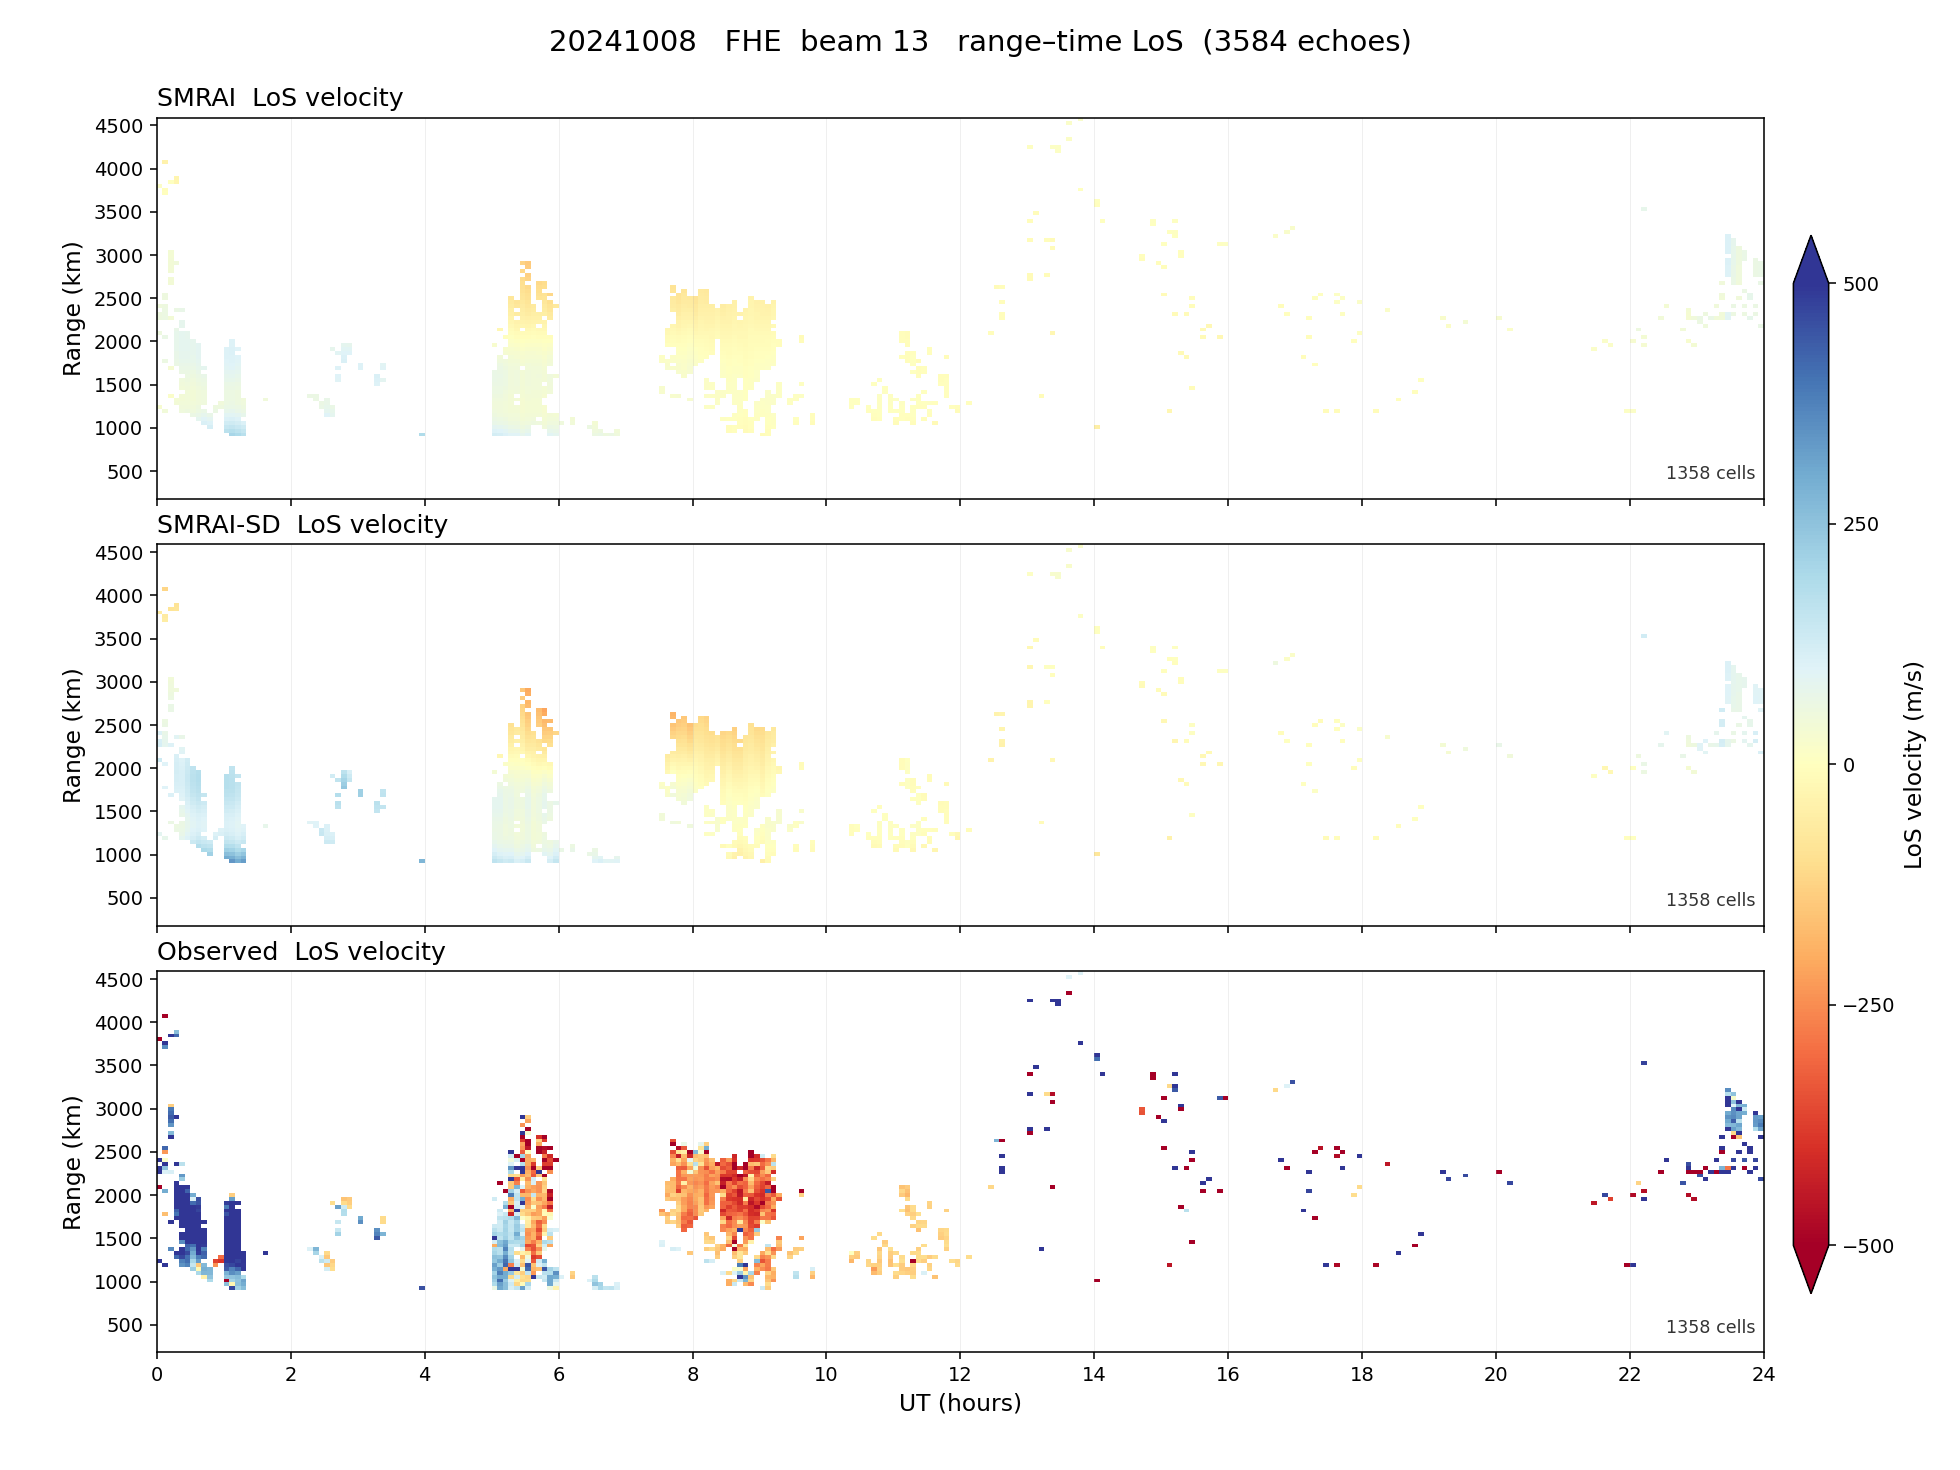 20241008   FHE  beam 13   range–time LoS  (3584 echoes)
SMRAI  LoS velocity
4500
4000
3500
3000
2500
2000
1500
1000
500
Range (km)
1358 cells
SMRAI-SD  LoS velocity
4500
4000
3500
3000
2500
2000
1500
1000
500
Range (km)
1358 cells
Observed  LoS velocity
4500
4000
3500
3000
2500
2000
1500
1000
500
Range (km)
1358 cells
0 2 4 6 8 10 12 14 16 18 20 22 24
UT (hours)
500
250
0
−250
−500
LoS velocity (m/s)